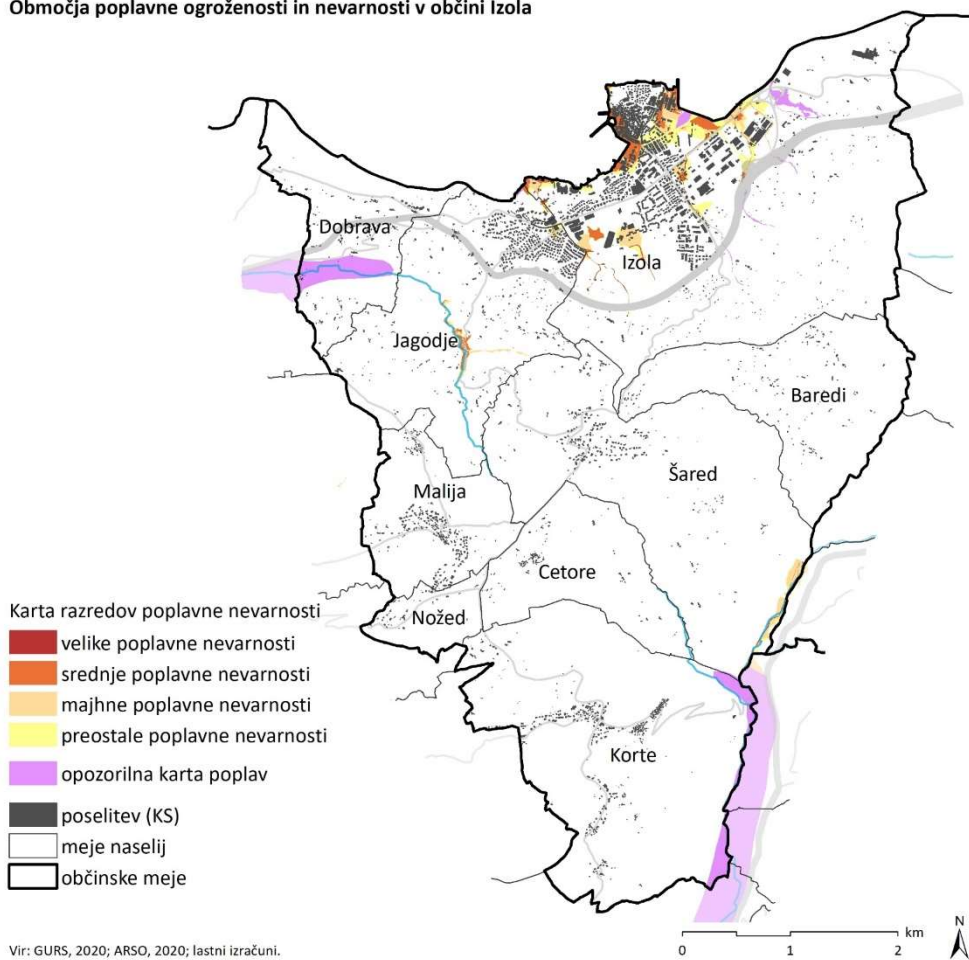 Območja poplavne ogroženosti in nevarnosti v občini Izola
Dobrava
Izola
Jagodje
Baredi
Šared
Malija
Cetore
Nožed
Korte
Karta razredov poplavne nevarnosti
velike poplavne nevarnosti
srednje poplavne nevarnosti
majhne poplavne nevarnosti
preostale poplavne nevarnosti
opozorilna karta poplav
poselitev (KS)
meje naselij
občinske meje
Vir: GURS, 2020; ARSO, 2020; lastni izračuni.
km
0 1 2
N